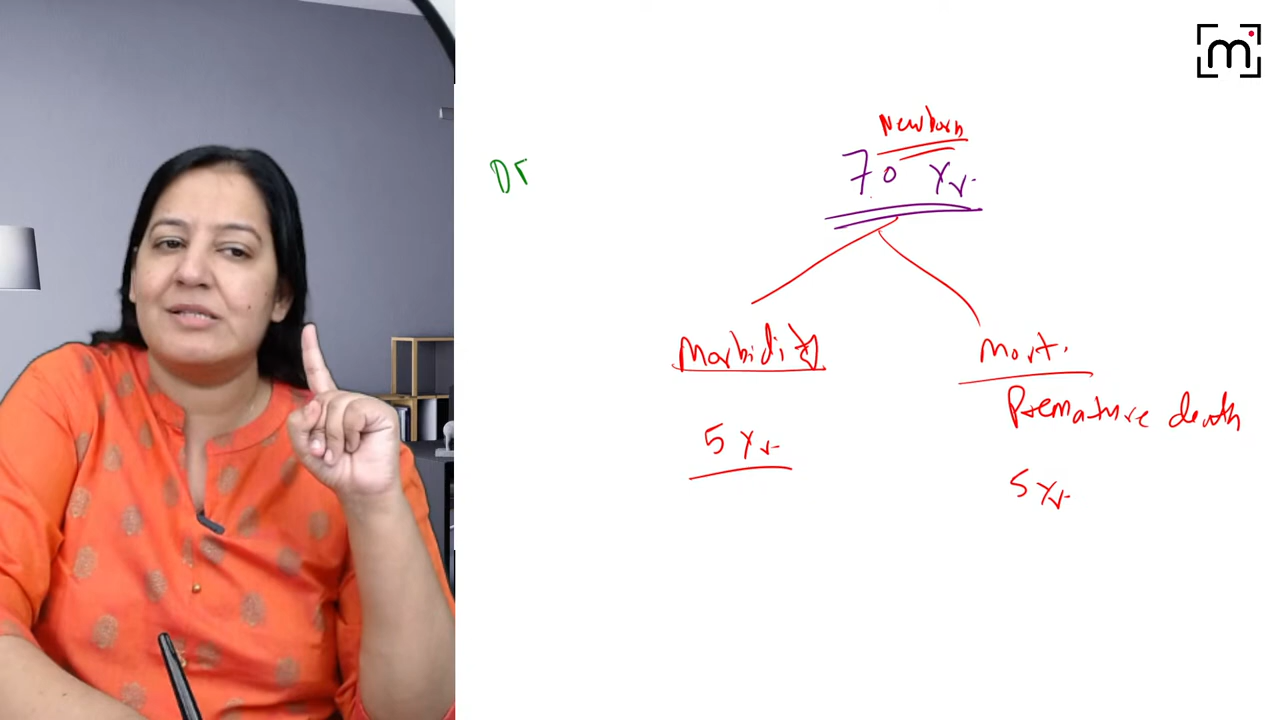 m
Newborn
70 Yr.
DF
Morbidity
Mort.
Premature death
5 Yr
5 Yr